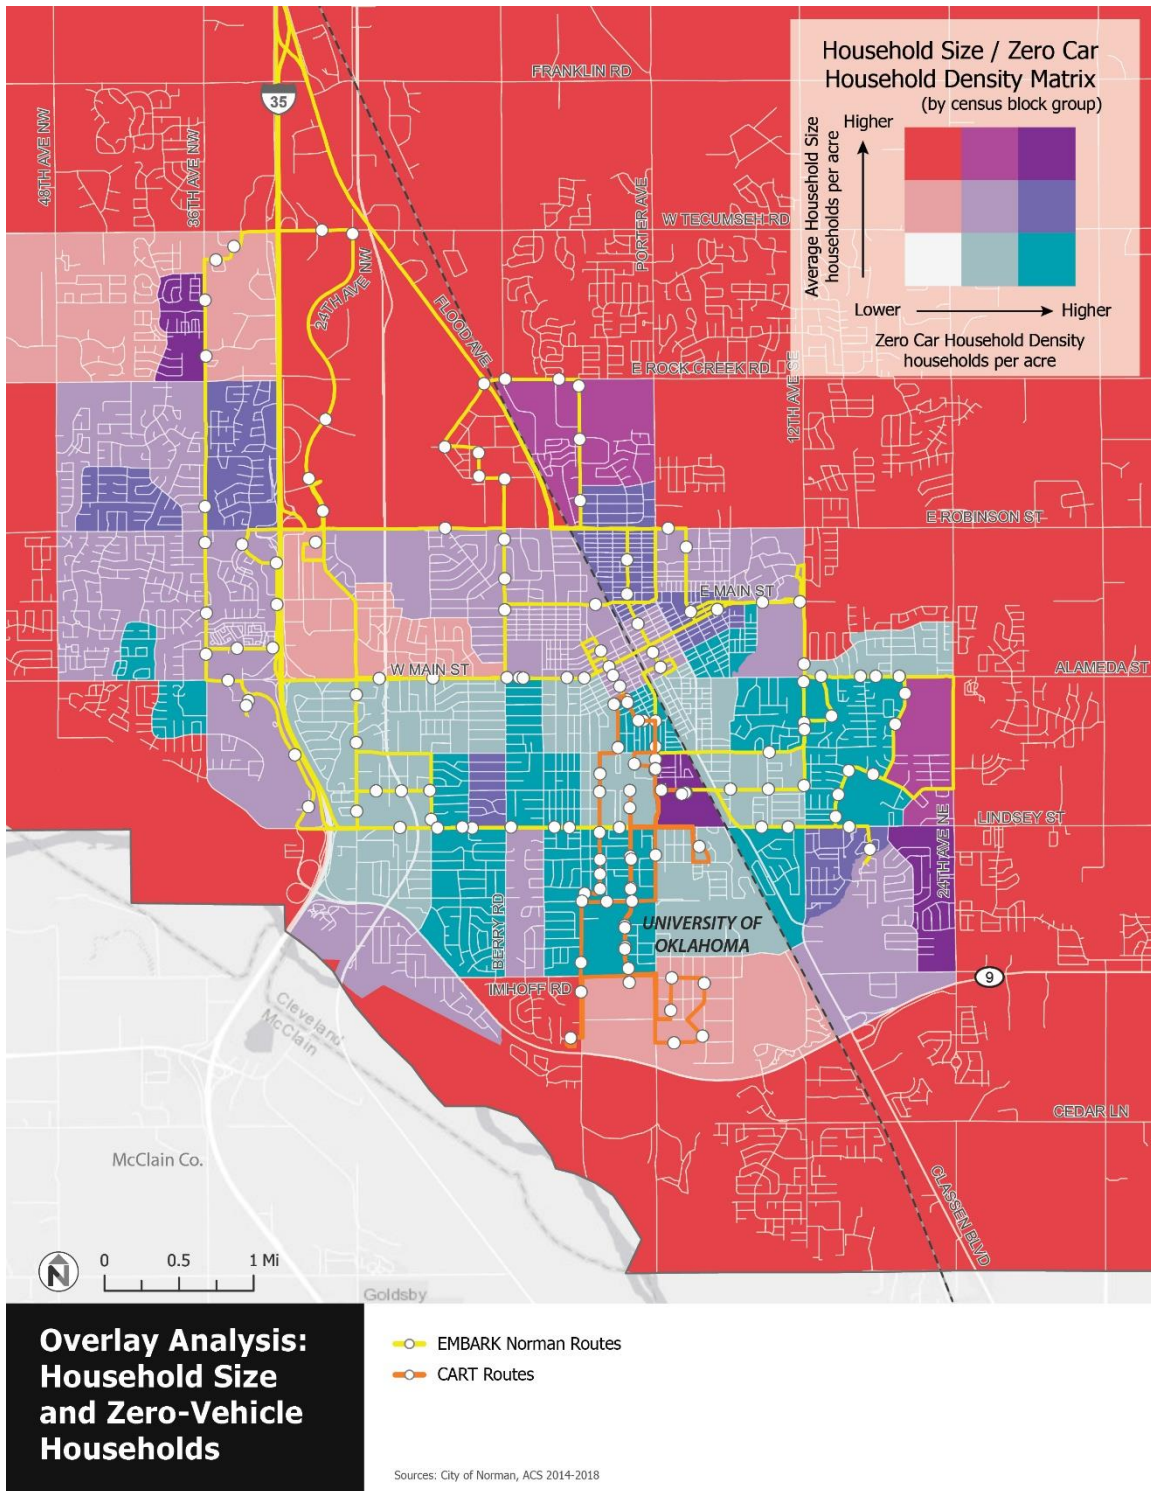 Household Size / Zero Car
Household Density Matrix
(by census block group)
Higher
Average Household Size
households per acre
Lower
Higher
Zero Car Household Density
households per acre
FRANKLIN RD
35
48TH AVE NW
36TH AVE NW
PORTER AVE
W TECUMSEH RD
24TH AVE NW
FLOOD AVE
E ROCK CREEK RD
12TH AVE SE
E ROBINSON ST
E MAIN ST
W MAIN ST
ALAMEDA ST
LINDSEY ST
24TH AVE NE
BERRY RD
UNIVERSITY OF
OKLAHOMA
IMHOFF RD
9
Cleveland
McClain
CEDAR LN
McClain Co.
CLASSEN BLVD
N
0 0.5 1 Mi
Goldsby
Overlay Analysis:
Household Size
and Zero-Vehicle
Households
EMBARK Norman Routes
CART Routes
Sources: City of Norman, ACS 2014-2018